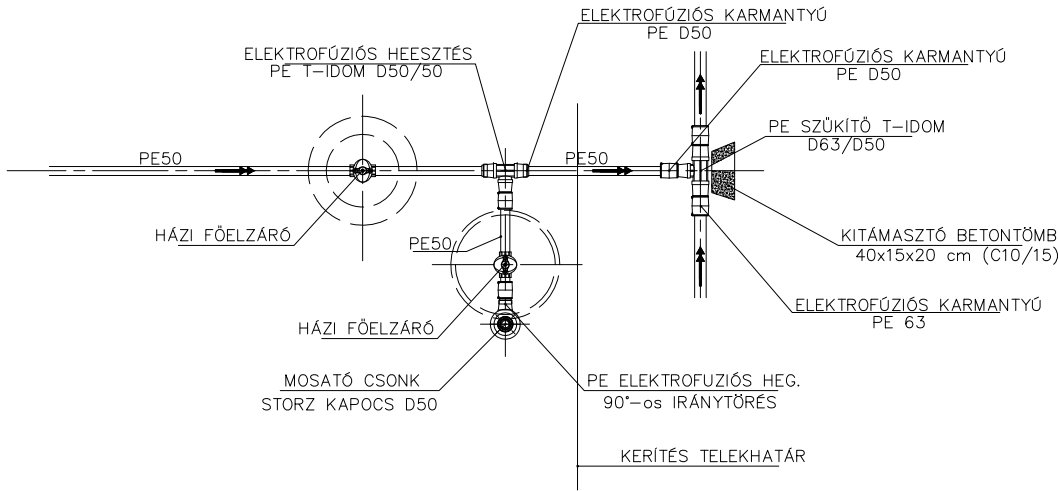 ELEKTROFÚZIÓS KARMANTYÚ
PE D50
ELEKTROFÚZIÓS HEESZTÉS
PE T-IDOM D50/50
ELEKTROFÚZIÓS KARMANTYÚ
PE D50
PE SZŰKÍTŐ T-IDOM
D63/D50
PE50
PE50
HÁZI FŐELZÁRÓ
PE50
KITÁMASZTÓ BETONTÖMB
40x15x20 cm (C10/15)
ELEKTROFÚZIÓS KARMANTYÚ
PE 63
HÁZI FŐELZÁRÓ
MOSATÓ CSONK
STORZ KAPOCS D50
PE ELEKTROFUZIÓS HEG.
90°-os IRÁNYTÖRÉS
KERÍTÉS TELEKHATÁR